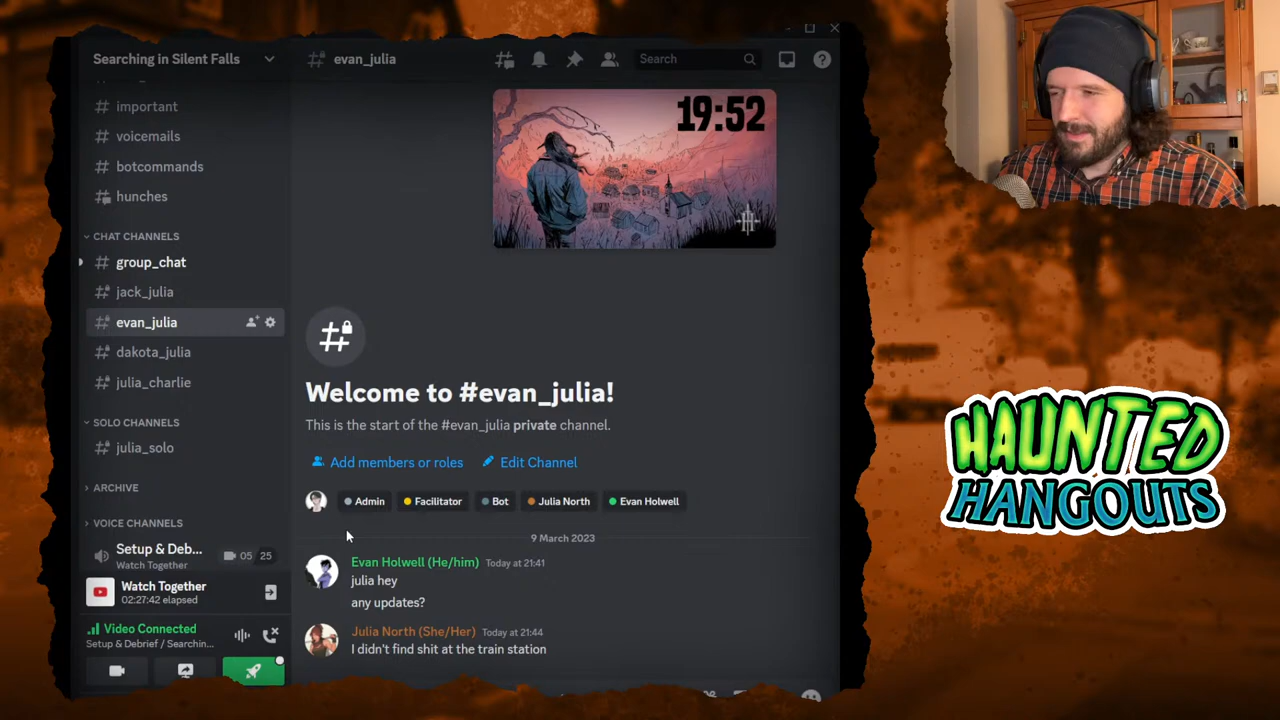 Searching in Silent Falls
important
voicemails
botcommands
hunches
CHAT CHANNELS
group_chat
jack_julia
evan_julia
dakota_julia
julia_charlie
SOLO CHANNELS
julia_solo
ARCHIVE
VOICE CHANNELS
Setup & Deb...
05 25
Watch Together
Watch Together
02:27:42 elapsed
Video Connected
Setup & Debrief / Searchin...
evan_julia
Search
19:52
Welcome to #evan_julia!
This is the start of the #evan_julia private channel.
Add members or roles Edit Channel
Admin Facilitator Bot Julia North Evan Holwell
9 March 2023
Evan Holwell (He/him) Today at 21:41
julia hey
any updates?
Julia North (She/Her) Today at 21:44
I didn't find shit at the train station
HAUNTED
HANGOUTS